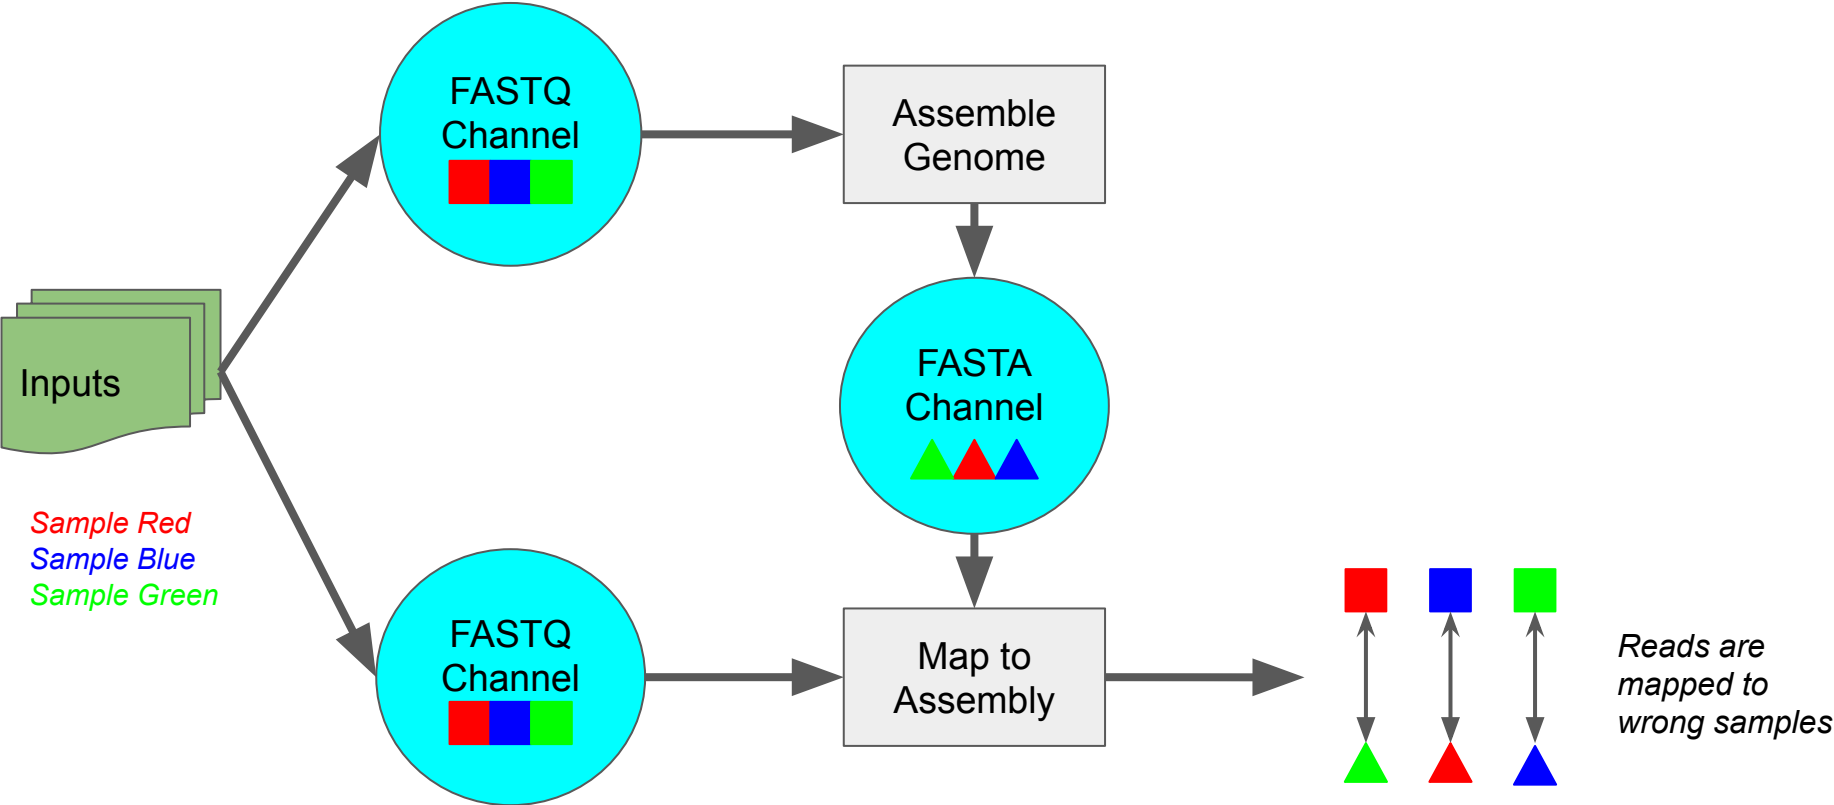 FASTQ
Channel
Assemble
Genome
Inputs
FASTA
Channel
Sample Red
Sample Blue
Sample Green
FASTQ
Channel
Map to
Assembly
Reads are
mapped to
wrong samples